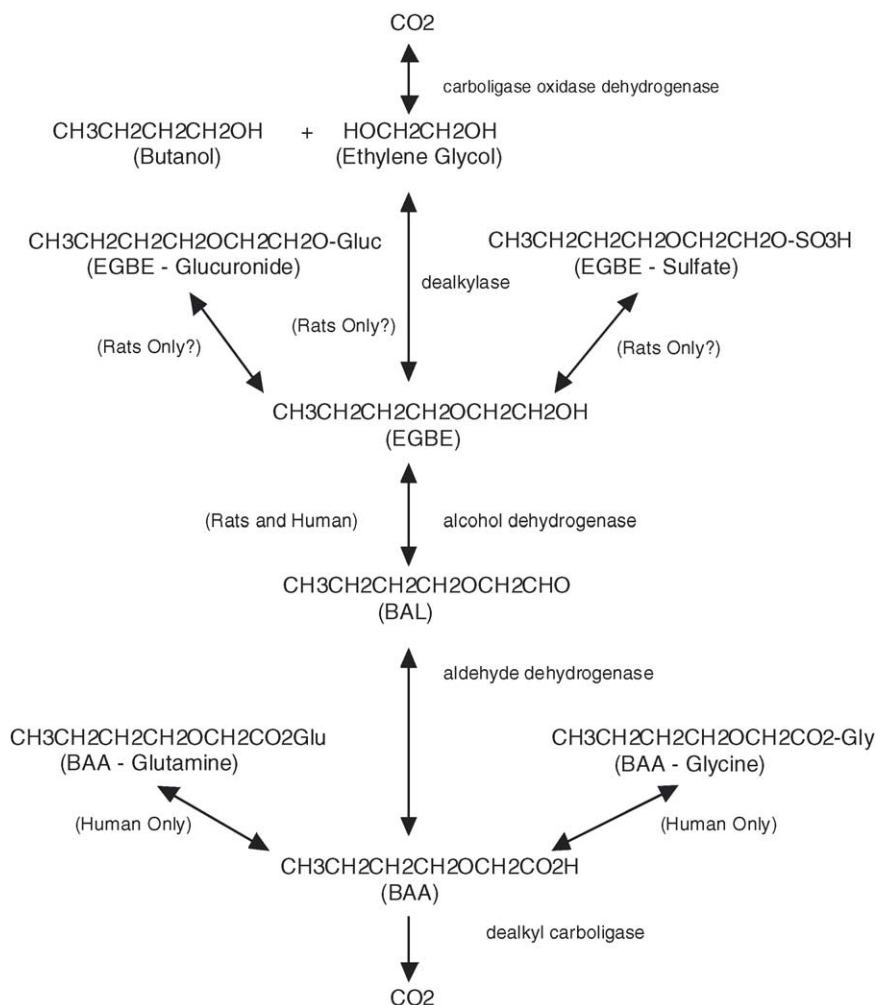 CO2
carboligase oxidase dehydrogenase
CH3CH2CH2CH2OH + HOCH2CH2OH
(Butanol) (Ethylene Glycol)
CH3CH2CH2CH2OCH2CH2O-Gluc
(EGBE - Glucuronide)
CH3CH2CH2CH2OCH2CH2O-SO3H
(EGBE - Sulfate)
dealkylase
(Rats Only?)
(Rats Only?)
(Rats Only?)
CH3CH2CH2CH2OCH2CH2OH
(EGBE)
(Rats and Human)
alcohol dehydrogenase
CH3CH2CH2CH2OCH2CHO
(BAL)
aldehyde dehydrogenase
CH3CH2CH2CH2OCH2CO2Glu
(BAA - Glutamine)
CH3CH2CH2CH2OCH2CO2-Gly
(BAA - Glycine)
(Human Only)
(Human Only)
CH3CH2CH2CH2OCH2CO2H
(BAA)
dealkyl carboligase
CO2